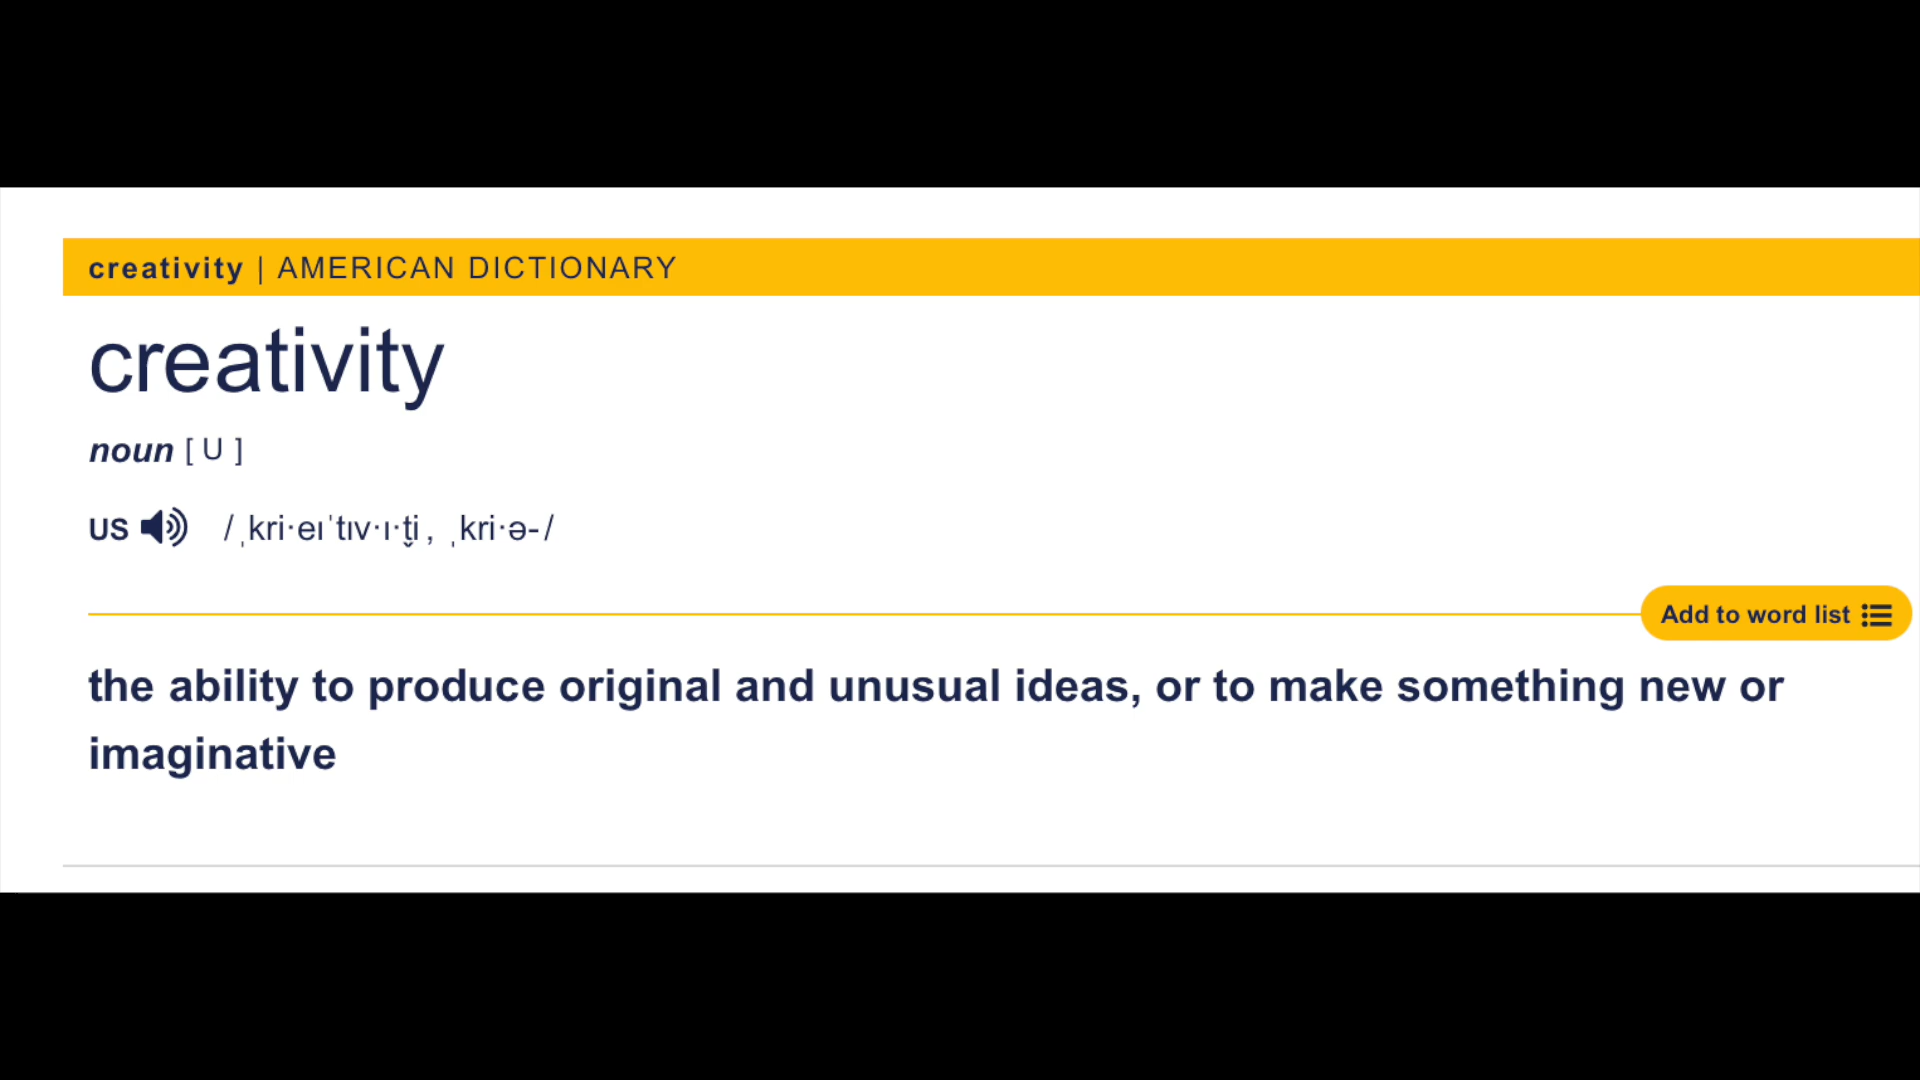 creativity | AMERICAN DICTIONARY
creativity
noun [ U ]
US /ˌkri·eɪˈtɪv·ɪ·t̬i, ˌkri·ə-/
Add to word list
the ability to produce original and unusual ideas, or to make something new or
imaginative